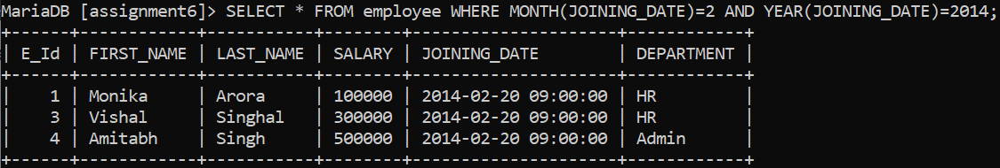 MariaDB [assignment6]> SELECT * FROM employee WHERE MONTH(JOINING_DATE)=2 AND YEAR(JOINING_DATE)=2014;
+------+------------+-----------+--------+---------------------+------------+
| E_Id | FIRST_NAME | LAST_NAME | SALARY | JOINING_DATE        | DEPARTMENT |
+------+------------+-----------+--------+---------------------+------------+
|    1 | Monika     | Arora     | 100000 | 2014-02-20 09:00:00 | HR         |
|    3 | Vishal     | Singhal   | 300000 | 2014-02-20 09:00:00 | HR         |
|    4 | Amitabh    | Singh     | 500000 | 2014-02-20 09:00:00 | Admin      |
+------+------------+-----------+--------+---------------------+------------+